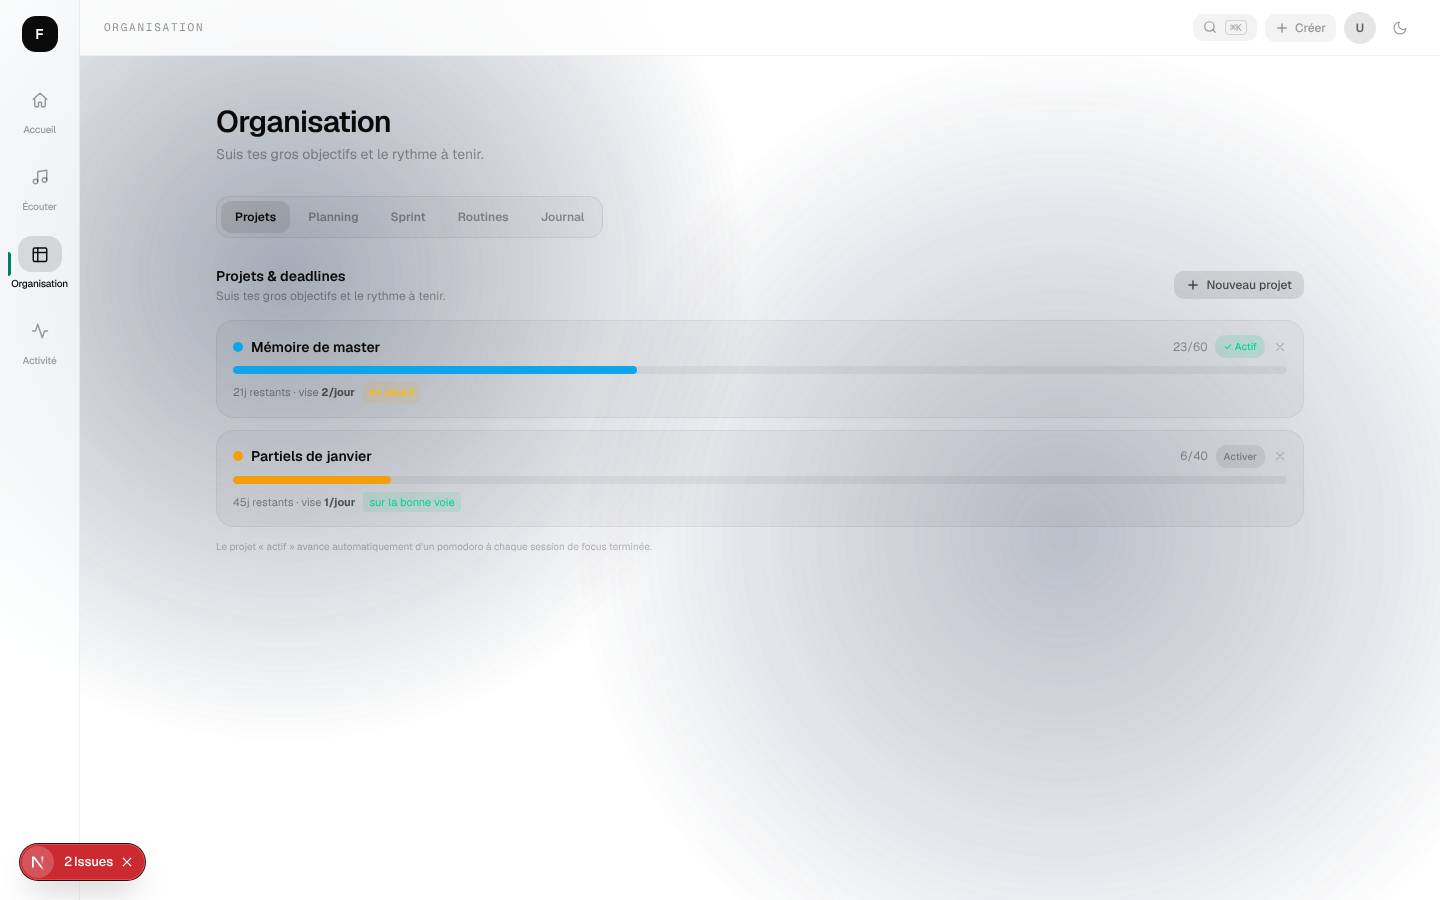 F
ORGANISATION
⌘K
Créer
U
Accueil
Écouter
Organisation
Activité
Organisation
Suis tes gros objectifs et le rythme à tenir.
Projets Planning Sprint Routines Journal
Projets & deadlines
Suis tes gros objectifs et le rythme à tenir.
Nouveau projet
Mémoire de master
23/60 ✓ Actif
21j restants · vise 2/jour
Partiels de janvier
6/40 Activer
45j restants · vise 1/jour sur la bonne voie
Le projet « actif » avance automatiquement d'un pomodoro à chaque session de focus terminée.
N 2 Issues